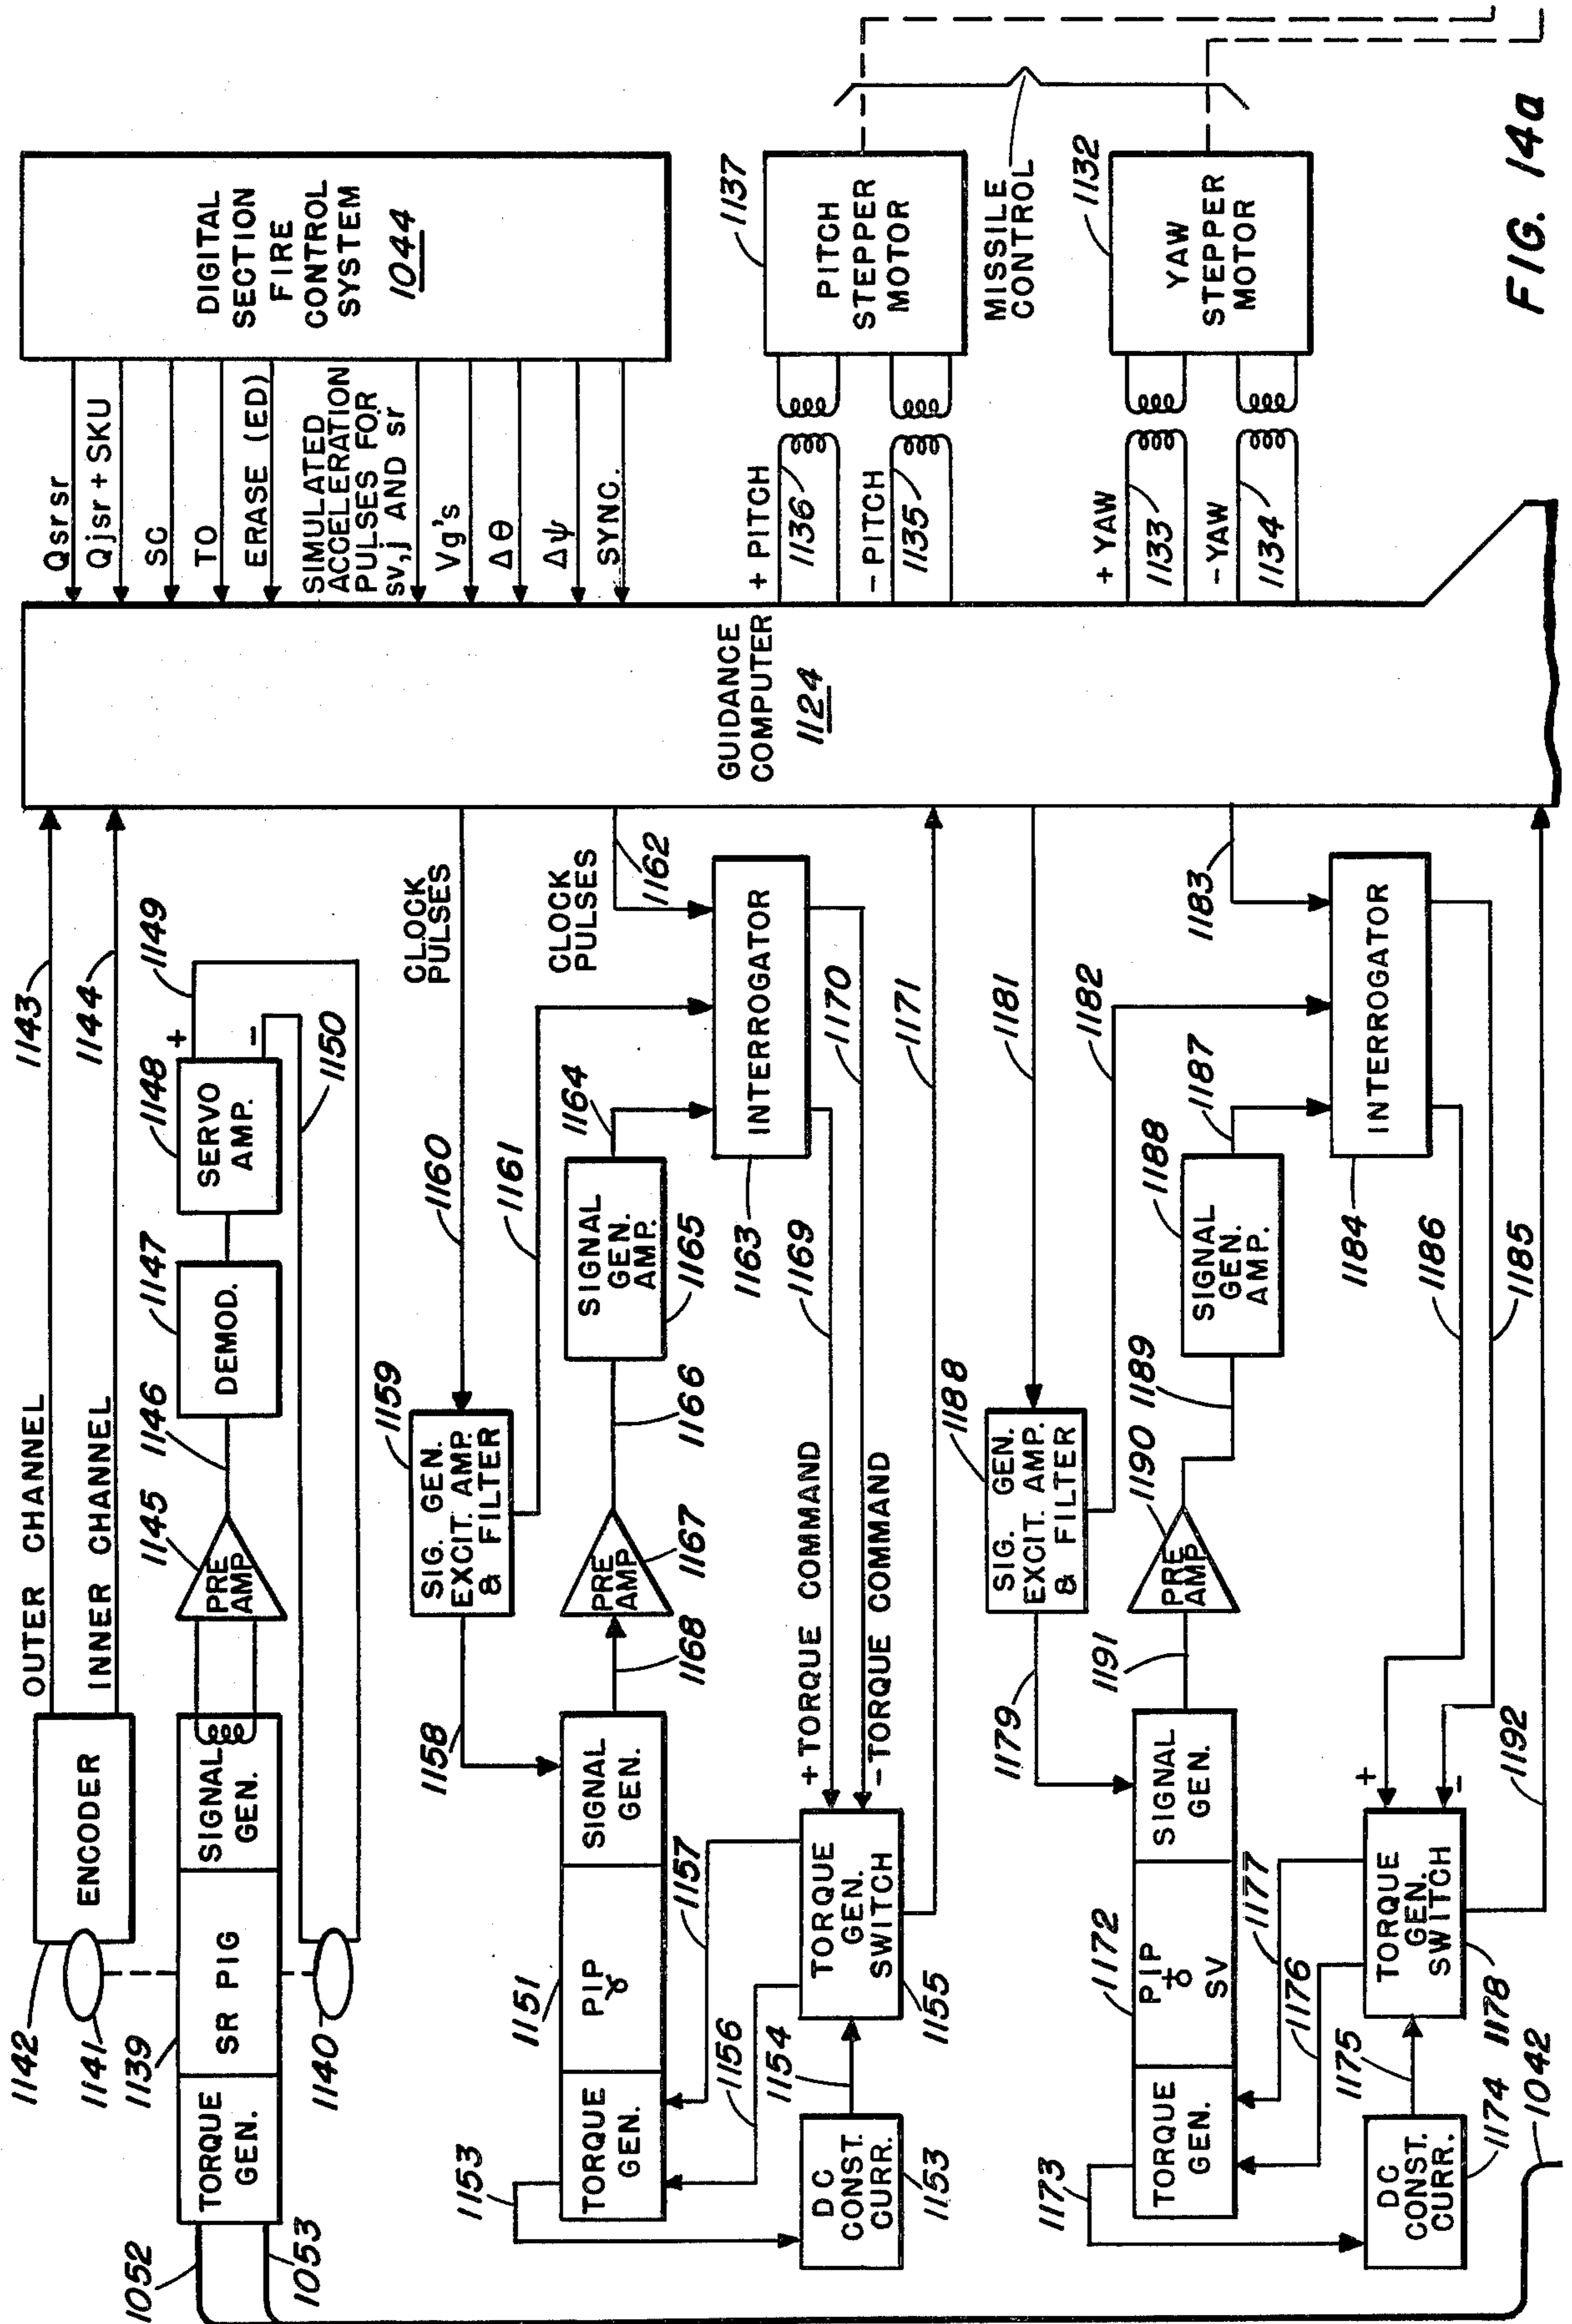 OUTER CHANNEL
1143
INNER CHANNEL
1144
1142
ENCODER
1141
1139
TORQUE
GEN.
SR PIG
SIGNAL
GEN.
1052
1053
1140
1145
PRE
AMP
1146
1147
DEMOD.
1148
SERVO
AMP.
+
-
1149
1150
Qsrsr
Qjsr+SKU
SC
TO
ERASE (ED)
SIMULATED
ACCELERATION
PULSES FOR
sv,j AND sr
Vg's
Δθ
Δψ
SYNC.
DIGITAL
SECTION
FIRE
CONTROL
SYSTEM
1044
GUIDANCE
COMPUTER
1124
1159
SIG. GEN.
EXCIT. AMP.
& FILTER
1158
1160
CLOCK
PULSES
1161
CLOCK
PULSES
1162
1151
TORQUE
GEN.
PIP
SIGNAL
GEN.
1168
PRE
AMP
1167
1166
SIGNAL
GEN.
AMP.
1165
1164
INTERROGATOR
1163
1169
1170
+ TORQUE COMMAND
- TORQUE COMMAND
1171
1153
1156
1157
1154
DC
CONST.
CURR.
1153
TORQUE
GEN.
SWITCH
1155
+ PITCH
1136
- PITCH
1135
1137
PITCH
STEPPER
MOTOR
MISSILE
CONTROL
+ YAW
1133
- YAW
1134
1132
YAW
STEPPER
MOTOR
1188
SIG. GEN.
EXCIT. AMP.
& FILTER
1179
1181
1182
1183
1172
TORQUE
GEN.
PIP
SV
SIGNAL
GEN.
1191
1190
PRE
AMP
1189
SIGNAL
GEN.
AMP.
1188
1187
INTERROGATOR
1184
1186
1185
1173
1176
1177
1175
DC
CONST.
CURR.
1174
TORQUE
GEN.
SWITCH
1178
+
-
1192
1042
FIG. 14a